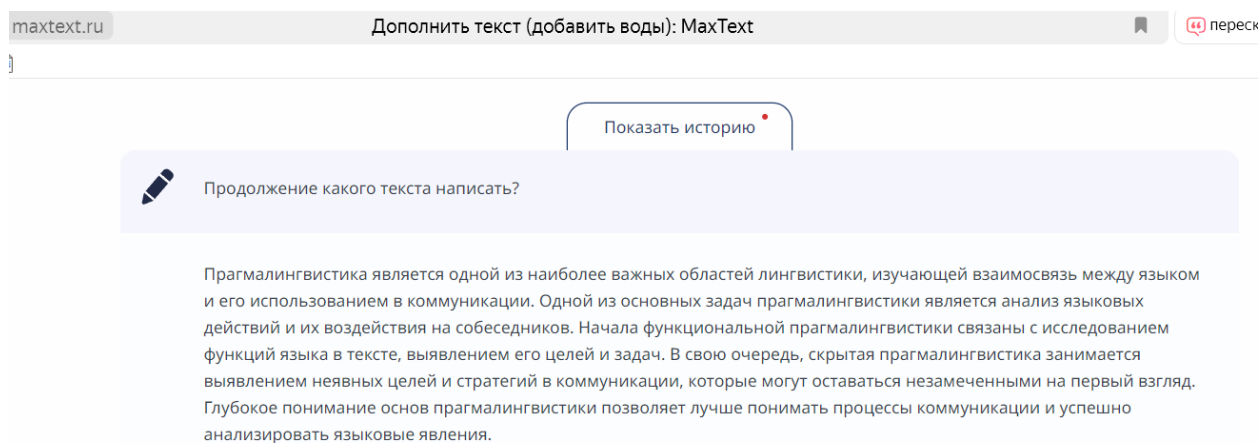 maxtext.ru
Дополнить текст (добавить воды): MaxText
Показать историю
Продолжение какого текста написать?
Прагмалингвистика является одной из наиболее важных областей лингвистики, изучающей взаимосвязь между языком
и его использованием в коммуникации. Одной из основных задач прагмалингвистики является анализ языковых
действий и их воздействия на собеседников. Начала функциональной прагмалингвистики связаны с исследованием
функций языка в тексте, выявлением его целей и задач. В свою очередь, скрытая прагмалингвистика занимается
выявлением неявных целей и стратегий в коммуникации, которые могут оставаться незамеченными на первый взгляд.
Глубокое понимание основ прагмалингвистики позволяет лучше понимать процессы коммуникации и успешно
анализировать языковые явления.